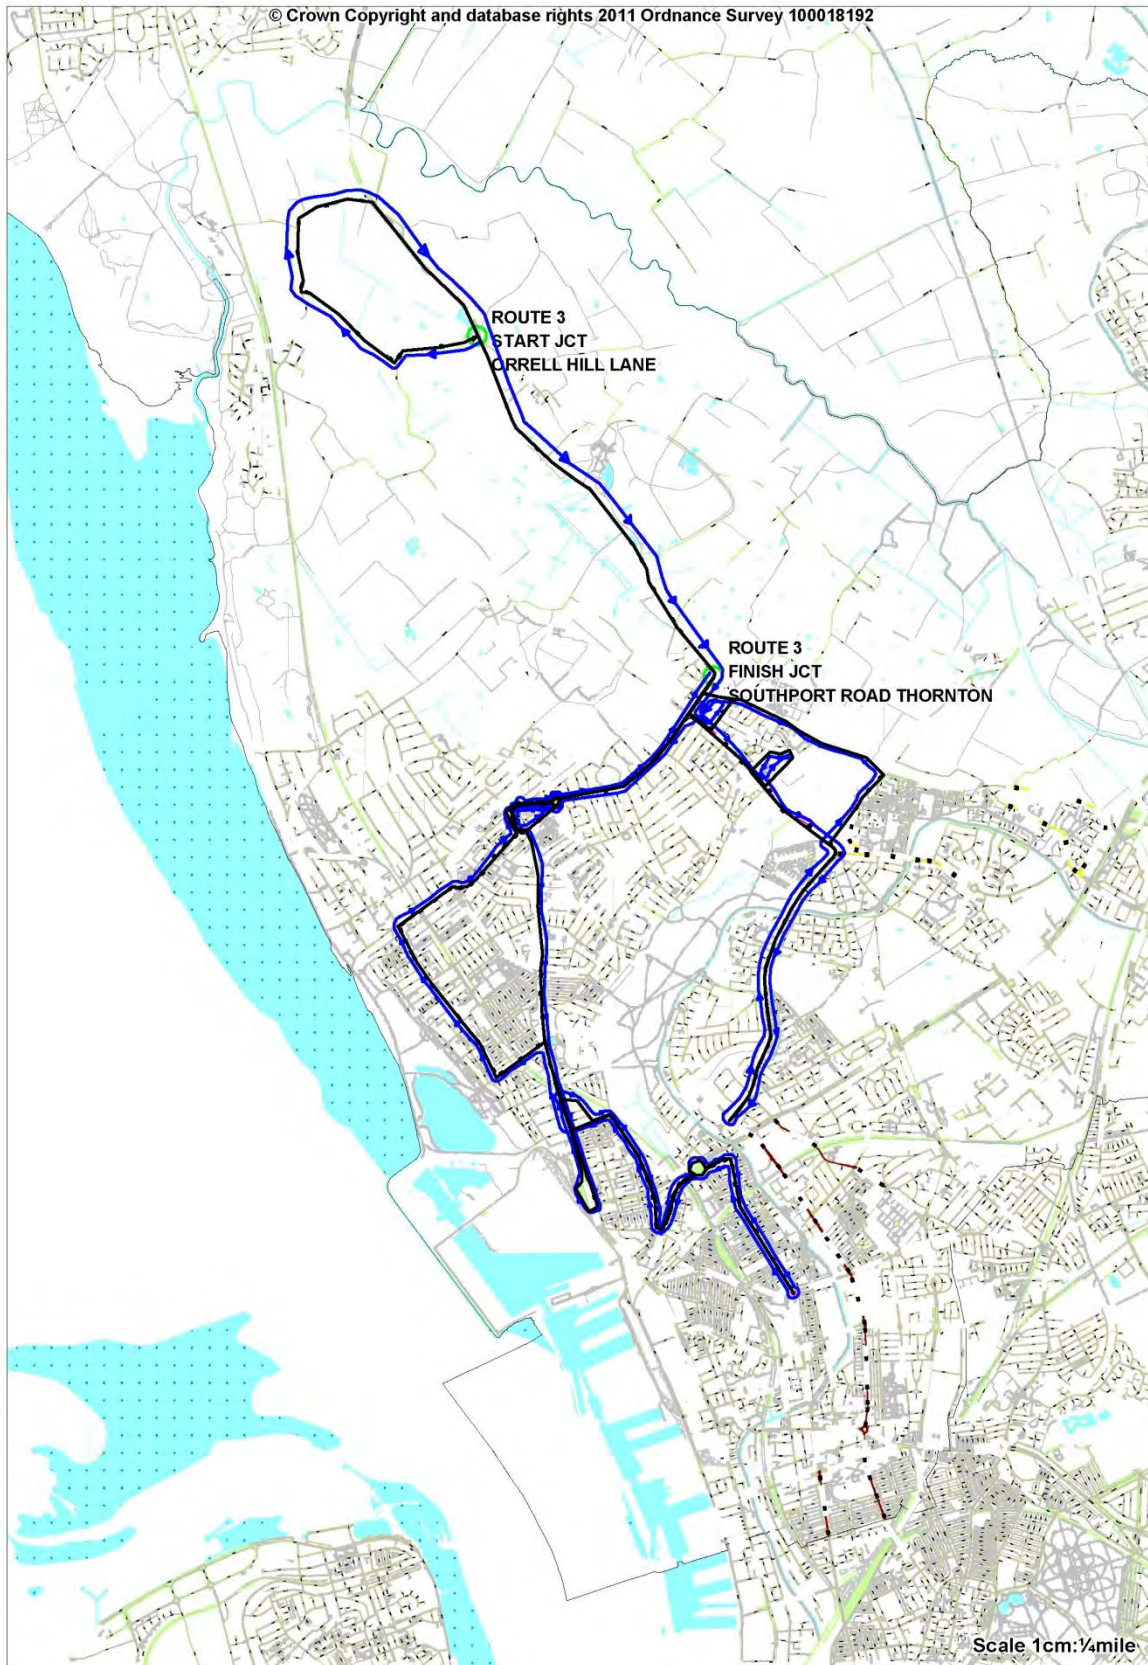 © Crown Copyright and database rights 2011 Ordnance Survey 100018192
ROUTE 3
START JCT
ORRELL HILL LANE
ROUTE 3
FINISH JCT
SOUTHPORT ROAD THORNTON
Scale 1cm:¼mile